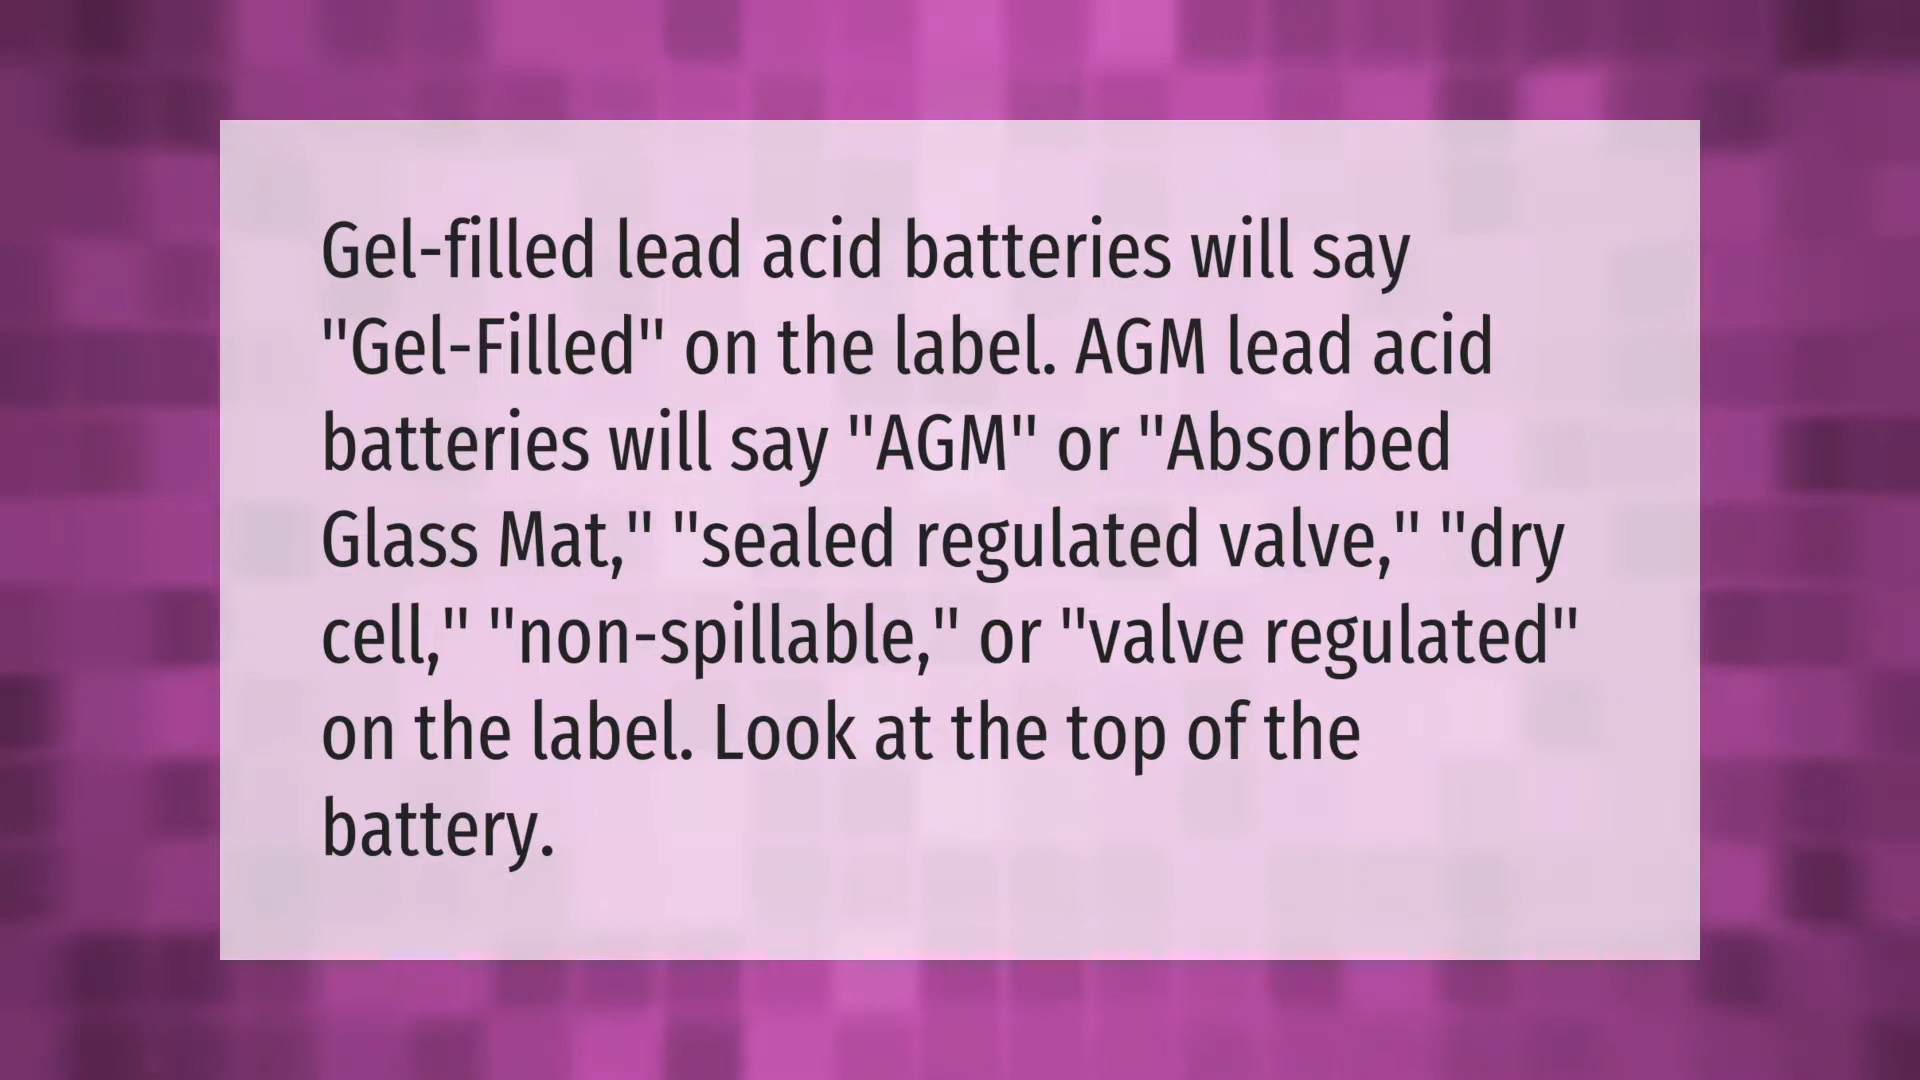 Gel-filled lead acid batteries will say
"Gel-Filled" on the label. AGM lead acid
batteries will say "AGM" or "Absorbed
Glass Mat," "sealed regulated valve," "dry
cell," "non-spillable," or "valve regulated"
on the label. Look at the top of the
battery.